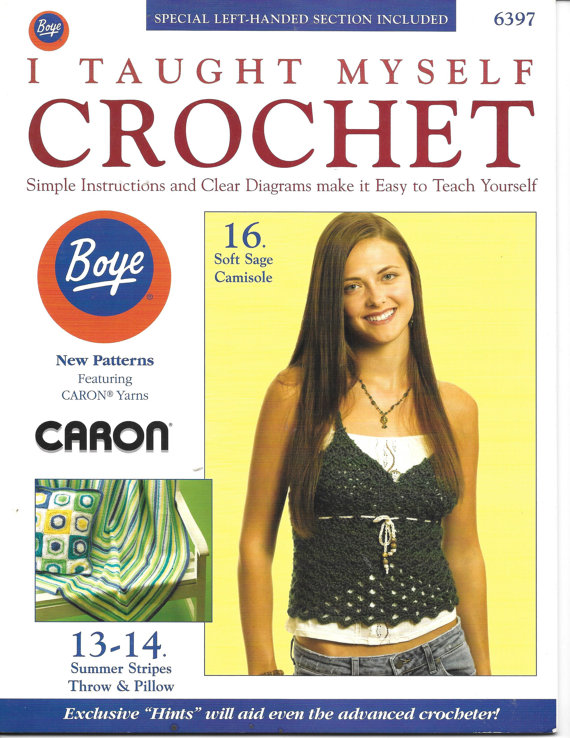 Boye
SPECIAL LEFT-HANDED SECTION INCLUDED
6397
I TAUGHT MYSELF
CROCHET
Simple Instructions and Clear Diagrams make it Easy to Teach Yourself
Boye®
New Patterns
Featuring
CARON® Yarns
CARON®
16.
Soft Sage
Camisole
13-14.
Summer Stripes
Throw & Pillow
Exclusive "Hints" will aid even the advanced crocheter!